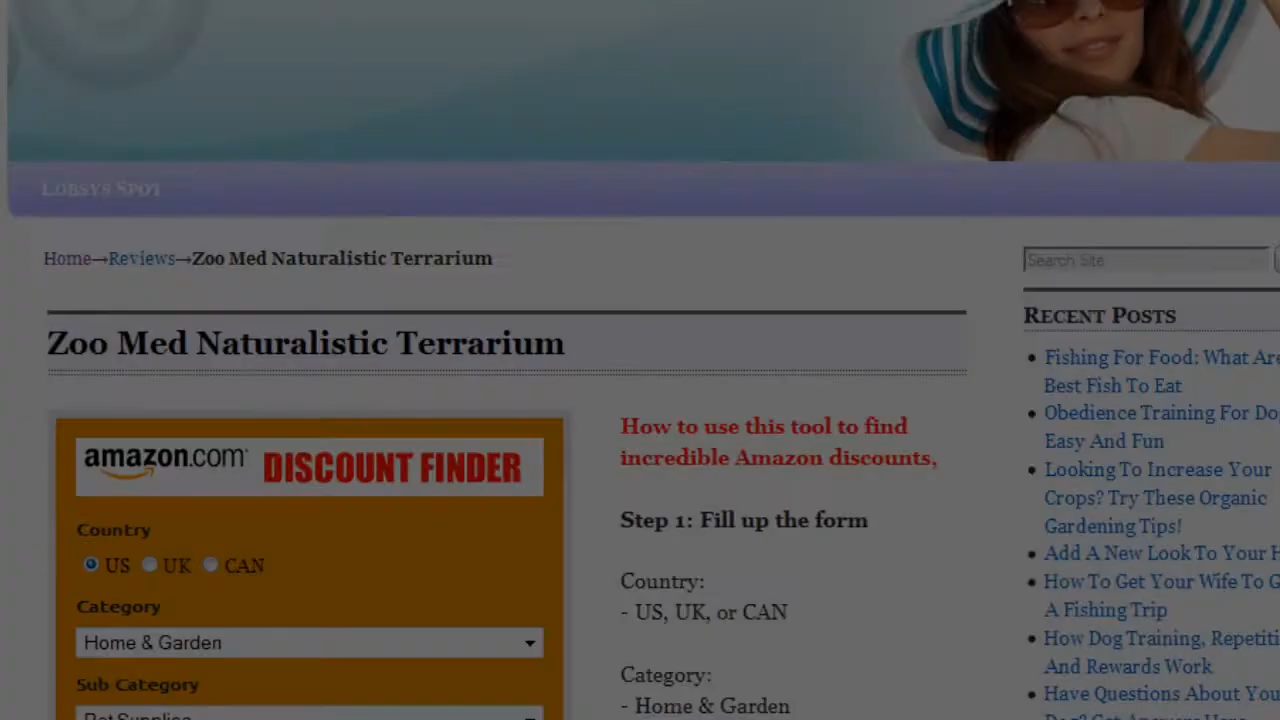 Lobsys Spot
Home→Reviews→Zoo Med Naturalistic Terrarium
Search Site
Zoo Med Naturalistic Terrarium
amazon.com DISCOUNT FINDER
Country
US UK CAN
Category
Home & Garden
Sub Category
Pet Supplies
How to use this tool to find
incredible Amazon discounts,
Step 1: Fill up the form
Country:
- US, UK, or CAN
Category:
- Home & Garden
Recent Posts
Fishing For Food: What Are
Best Fish To Eat
Obedience Training For Do
Easy And Fun
Looking To Increase Your
Crops? Try These Organic
Gardening Tips!
Add A New Look To Your H
How To Get Your Wife To G
A Fishing Trip
How Dog Training, Repetiti
And Rewards Work
Have Questions About You